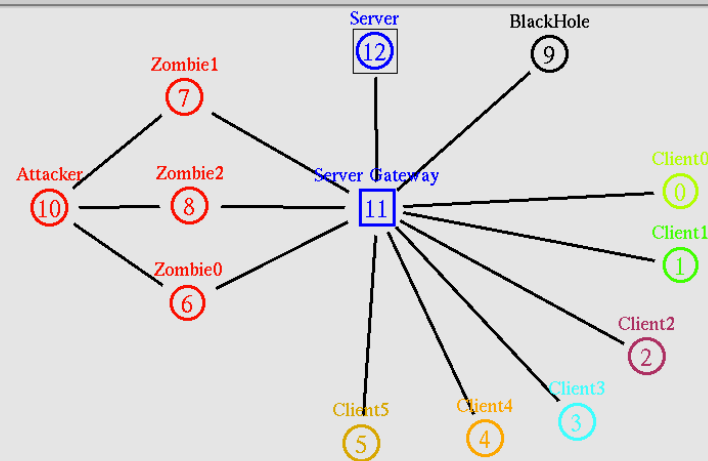 Server
12
BlackHole
9
Zombie1
7
Client0
0
Attacker
10
Zombie2
8
Server Gateway
11
Client1
1
Zombie0
6
Client2
2
Client3
3
Client4
4
Client5
5